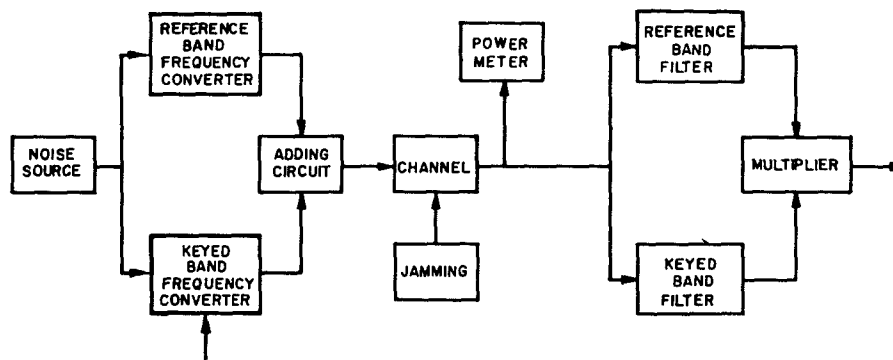 REFERENCE
BAND
FREQUENCY
CONVERTER
POWER
METER
REFERENCE
BAND
FILTER
NOISE
SOURCE
ADDING
CIRCUIT
CHANNEL
MULTIPLIER
KEYED
BAND
FREQUENCY
CONVERTER
JAMMING
KEYED
BAND
FILTER